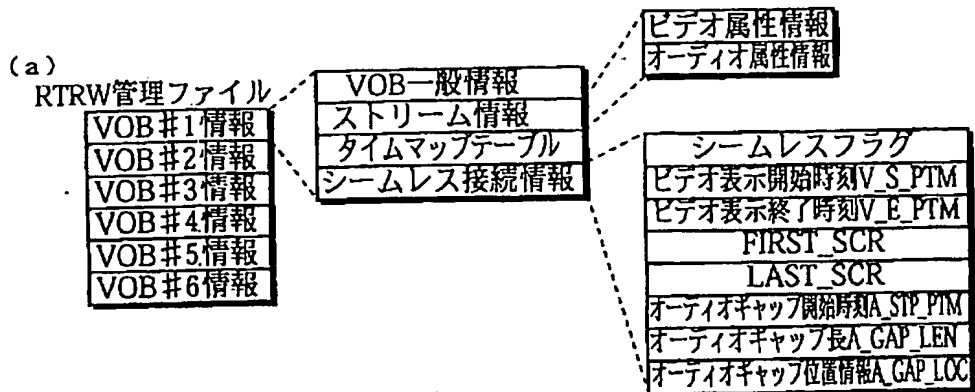 (a)
RTRW管理ファイル
VOB#1情報
VOB#2情報
VOB#3情報
VOB#4情報
VOB#5情報
VOB#6情報
VOB一般情報
ストリーム情報
タイムマップテーブル
シームレス接続情報
ビデオ属性情報
オーディオ属性情報
シームレスフラグ
ビデオ表示開始時刻V_S_PTM
ビデオ表示終了時刻V_E_PTM
FIRST_SCR
LAST_SCR
オーディオギャップ開始時刻A_STP_PTM
オーディオギャップ長A_GAP_LEN
オーディオギャップ位置情報A_GAP_LOC